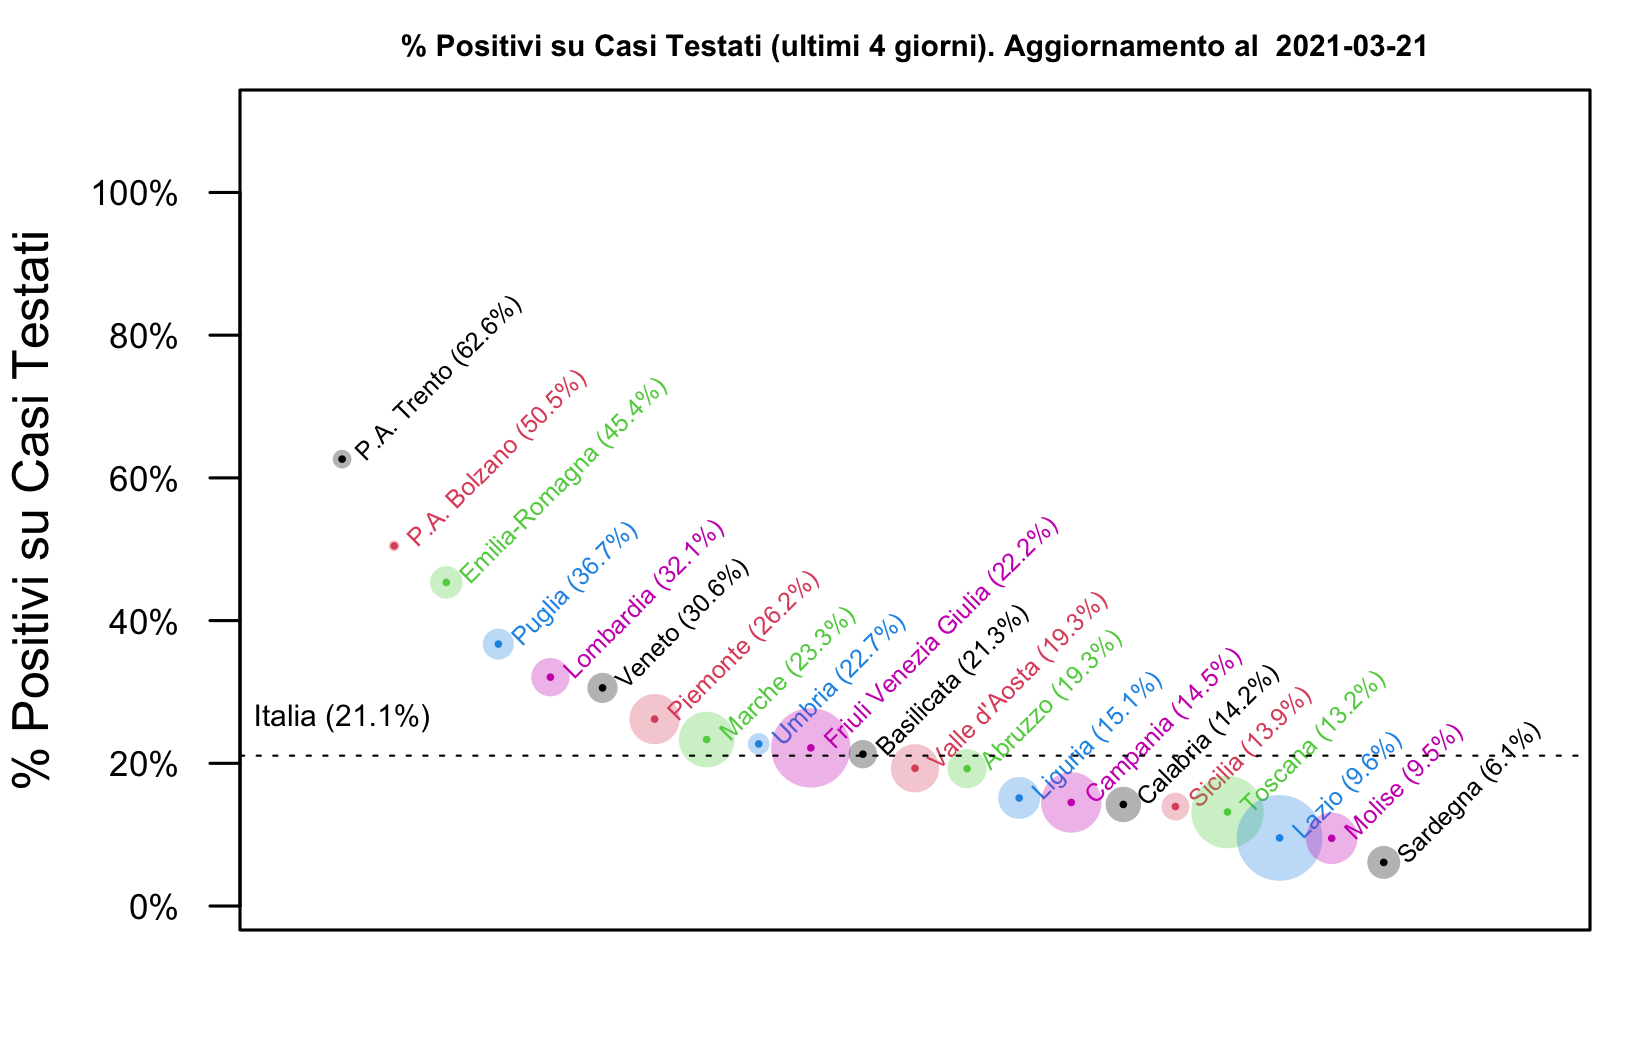 % Positivi su Casi Testati (ultimi 4 giorni). Aggiornamento al  2021-03-21
% Positivi su Casi Testati
100%
80%
60%
40%
20%
0%
Italia (21.1%)
P.A. Trento (62.6%)
P.A. Bolzano (50.5%)
Emilia-Romagna (45.4%)
Puglia (36.7%)
Lombardia (32.1%)
Veneto (30.6%)
Piemonte (26.2%)
Marche (23.3%)
Umbria (22.7%)
Friuli Venezia Giulia (22.2%)
Basilicata (21.3%)
Valle d'Aosta (19.3%)
Abruzzo (19.3%)
Liguria (15.1%)
Campania (14.5%)
Calabria (14.2%)
Sicilia (13.9%)
Toscana (13.2%)
Lazio (9.6%)
Molise (9.5%)
Sardegna (6.1%)